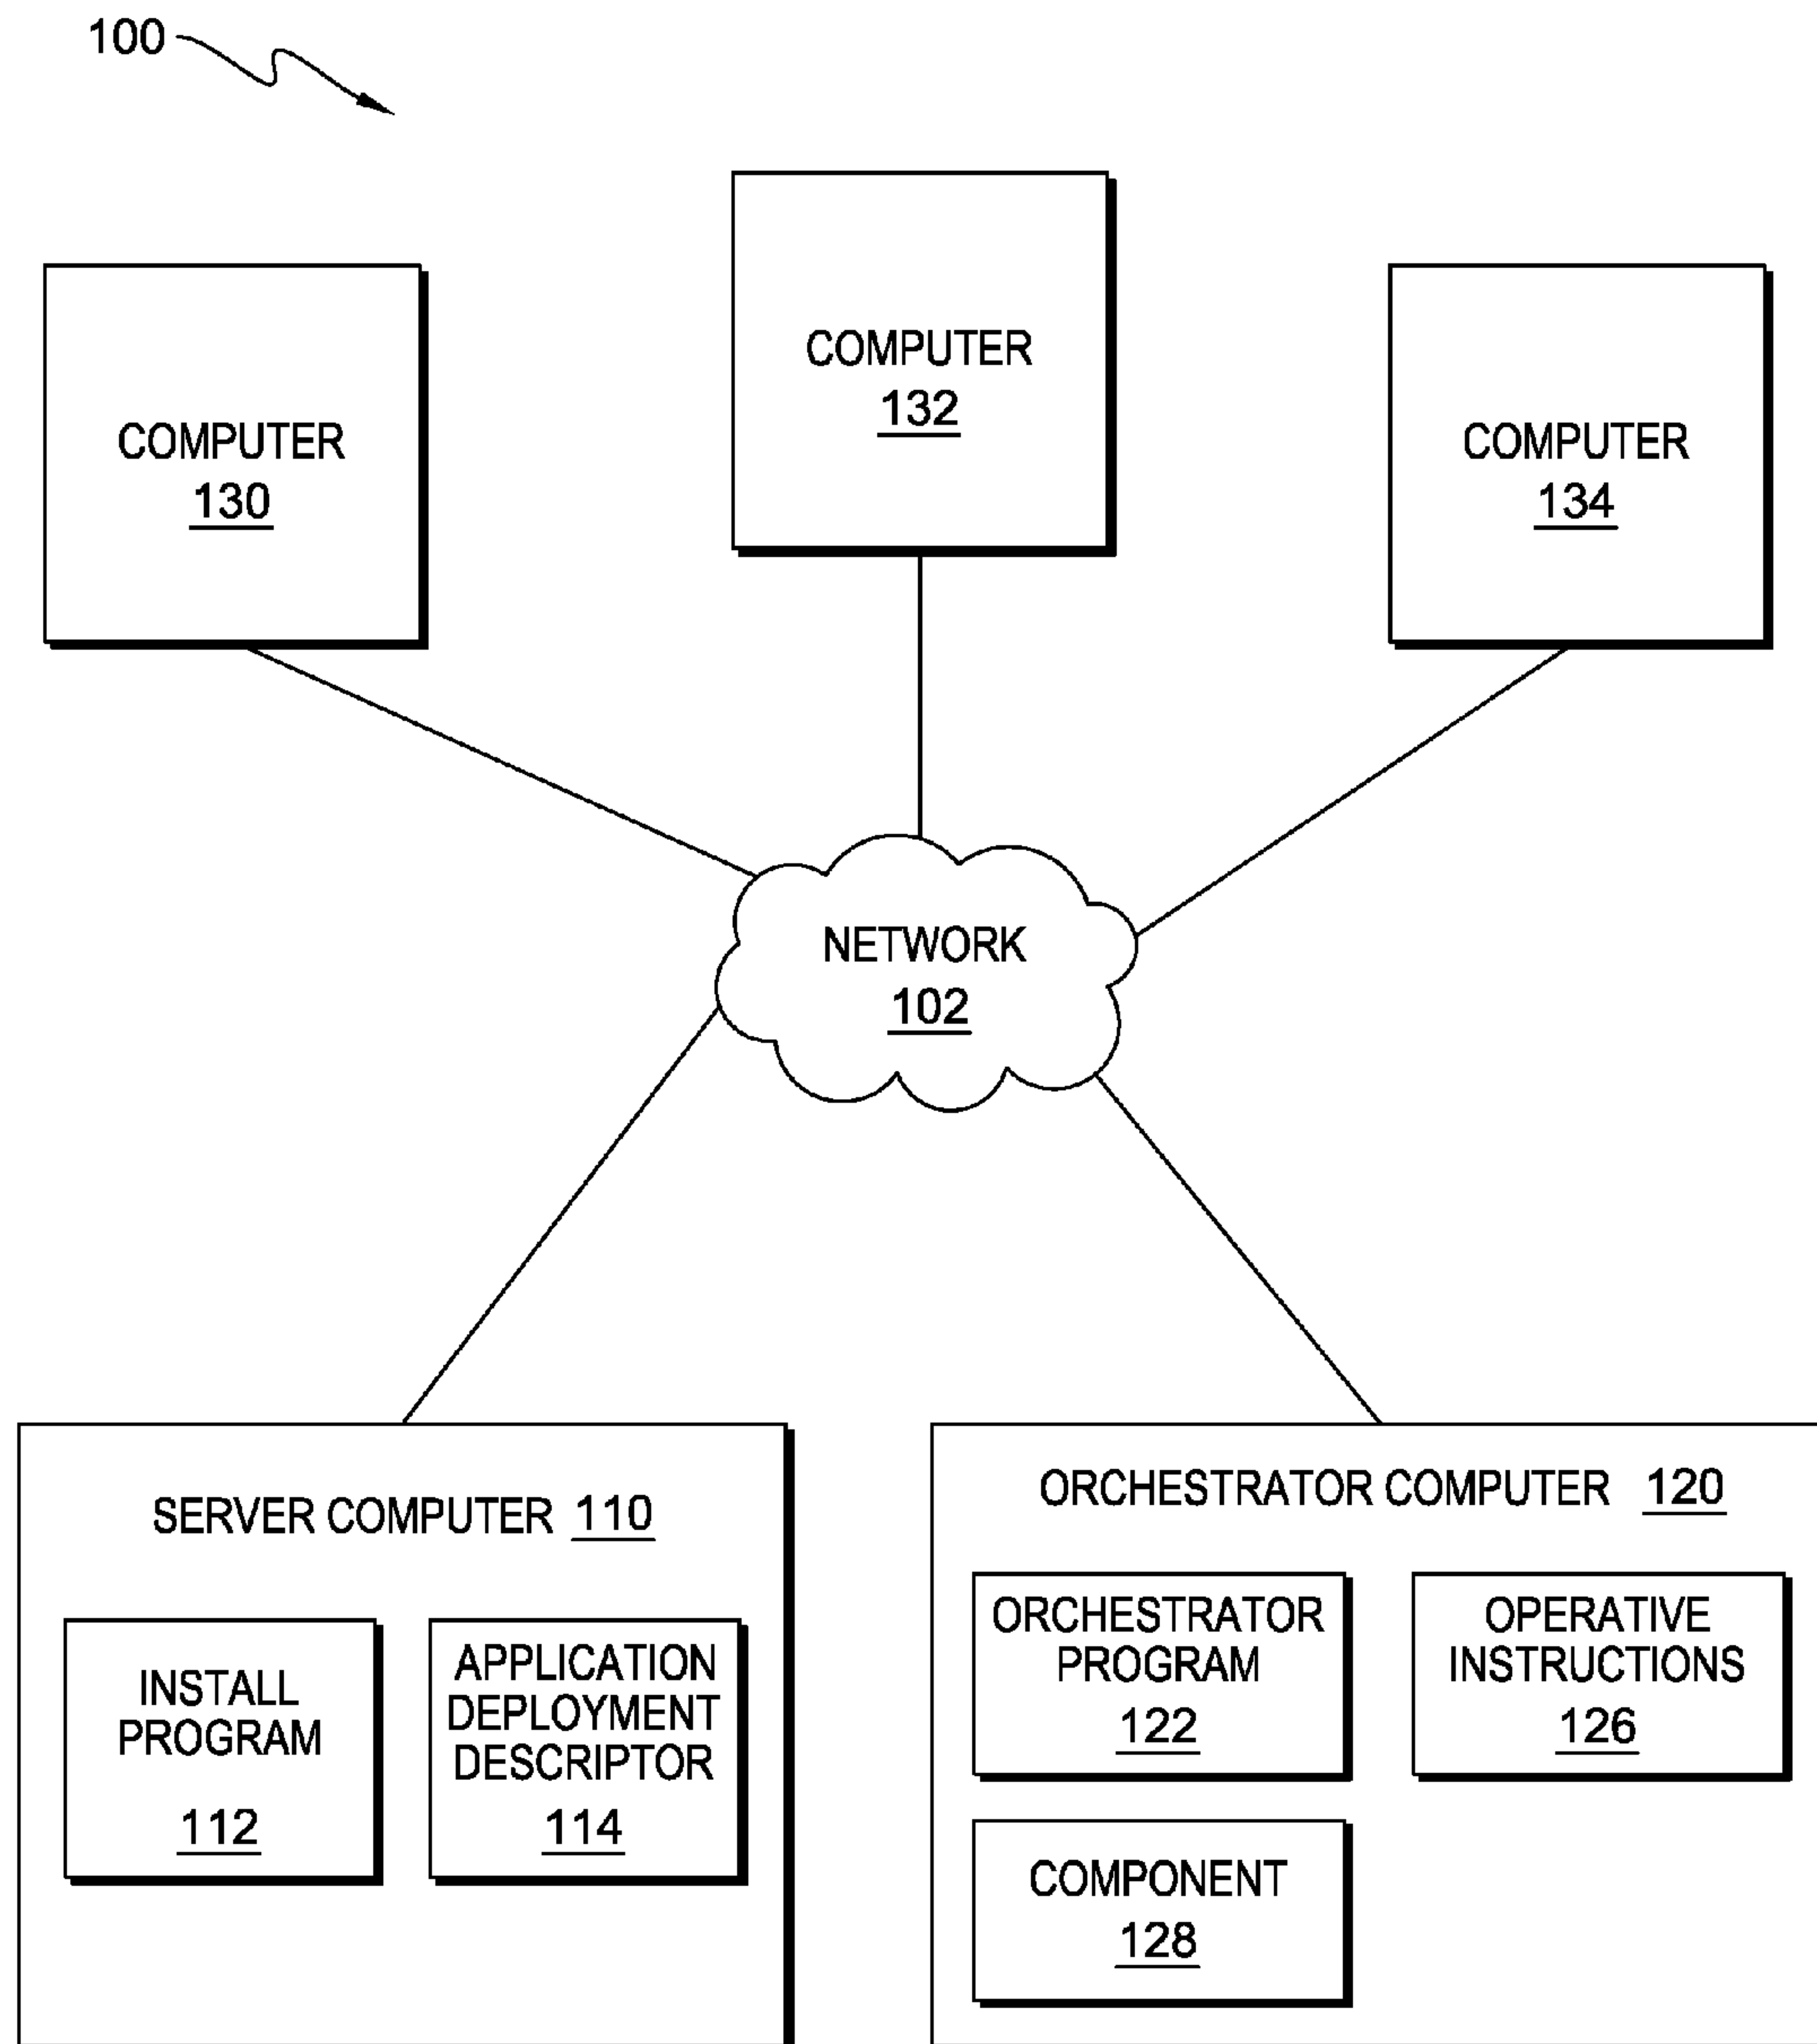 100
COMPUTER
132
COMPUTER
130
COMPUTER
134
NETWORK
102
SERVER COMPUTER 110
INSTALL
PROGRAM
112
APPLICATION
DEPLOYMENT
DESCRIPTOR
114
ORCHESTRATOR COMPUTER 120
ORCHESTRATOR
PROGRAM
122
OPERATIVE
INSTRUCTIONS
126
COMPONENT
128